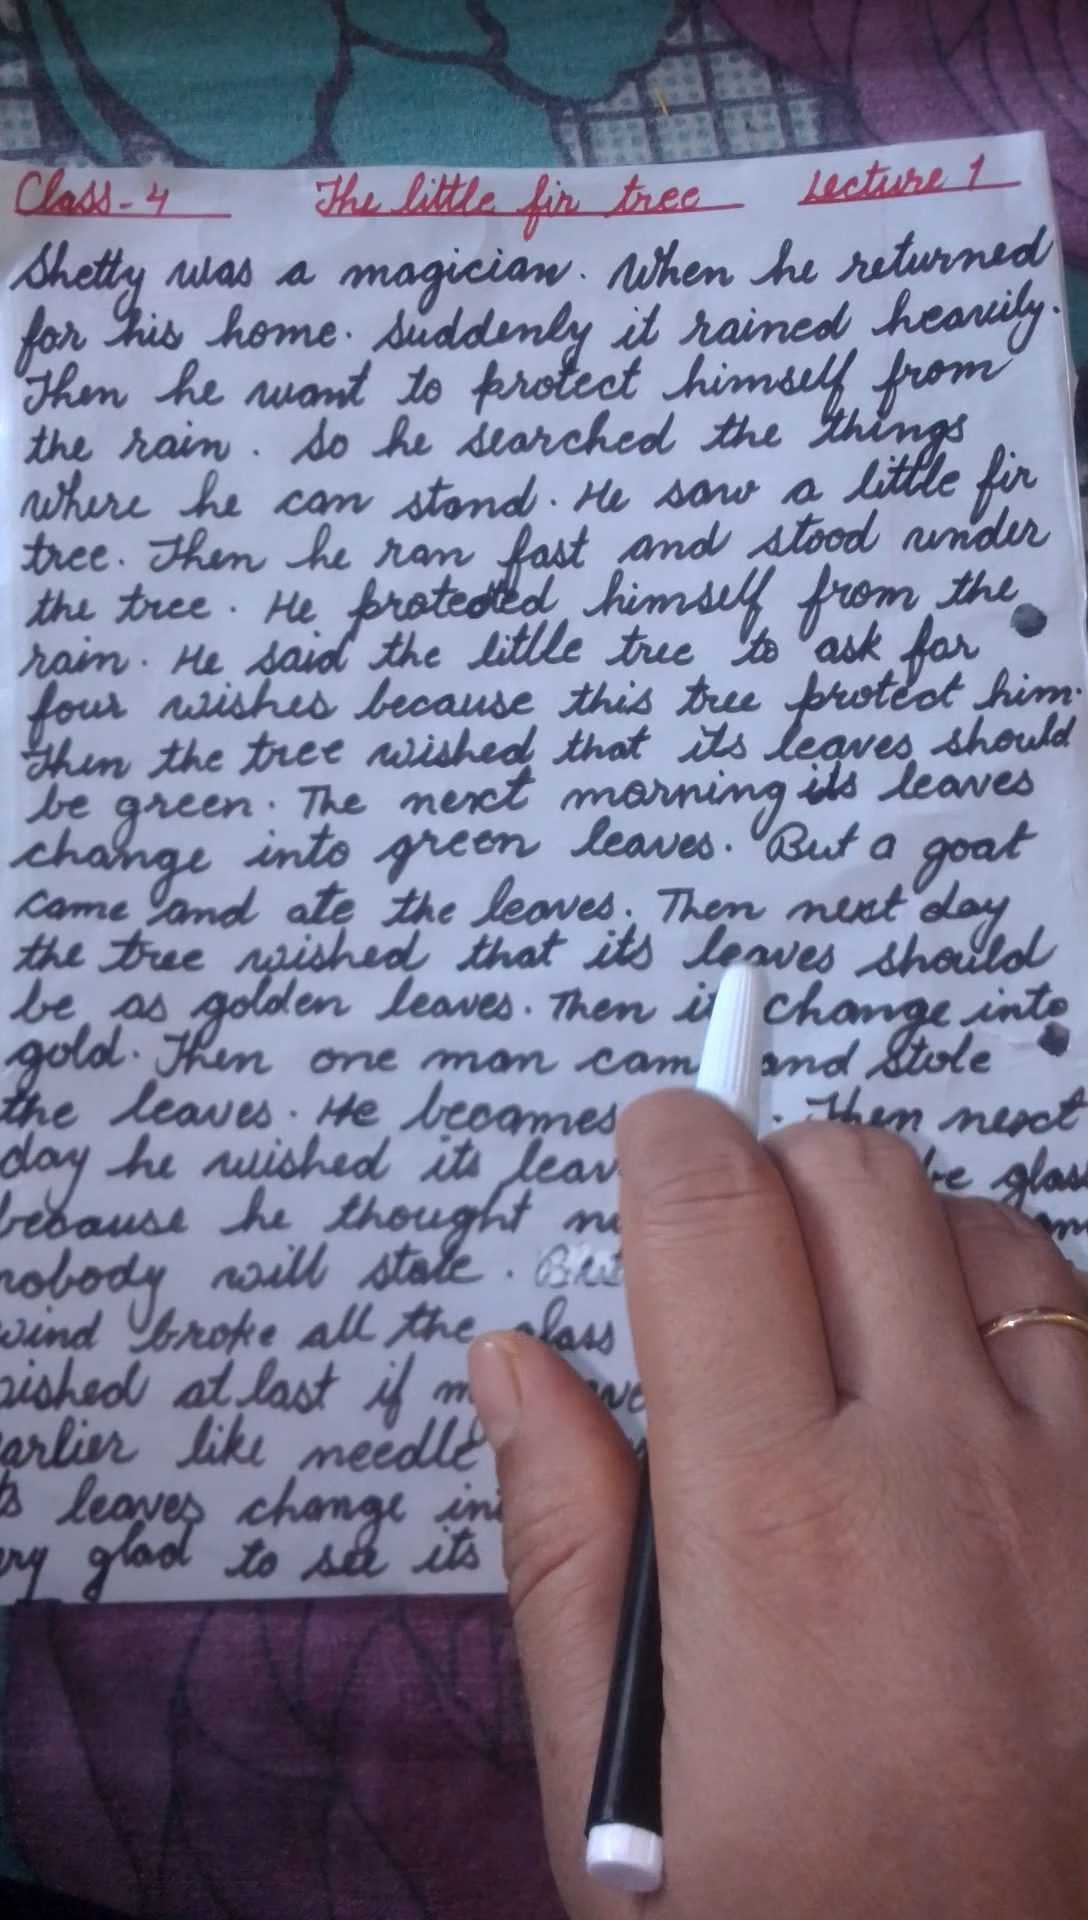 Class-4 The little fir tree Lecture 1
Shetty was a magician. When he returned
for his home. Suddenly it rained heavily.
Then he want to protect himself from
the rain. So he searched the things
where he can stand. He saw a little fir
tree. Then he ran fast and stood under
the tree. He protected himself from the
rain. He said the little tree to ask for
four wishes because this tree protect him.
Then the tree wished that its leaves should
be green. The next morning its leaves
change into green leaves. But a goat
came and ate the leaves. Then next day
the tree wished that its leaves should
be as golden leaves. Then it change into
gold. Then one man cam and stole
the leaves. He becomes . Then next
day he wished its be glas
because he thought
nobody will stole. But
wind broke all the glass
ished at last if
arlier like needle
leaves change
ry glad to see its